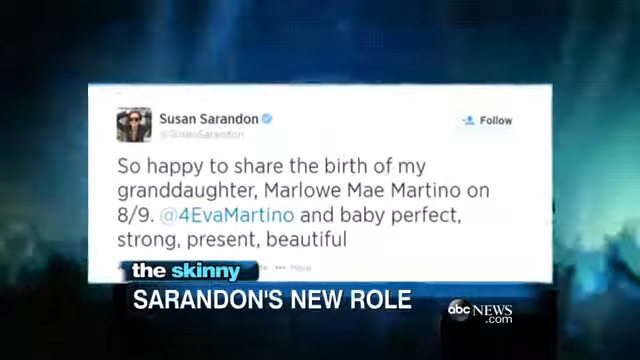 Susan Sarandon
@SusanSarandon
Follow
So happy to share the birth of my
granddaughter, Marlowe Mae Martino on
8/9. @4EvaMartino and baby perfect,
strong, present, beautiful
More
the skinny
SARANDON'S NEW ROLE
abc NEWS
.com